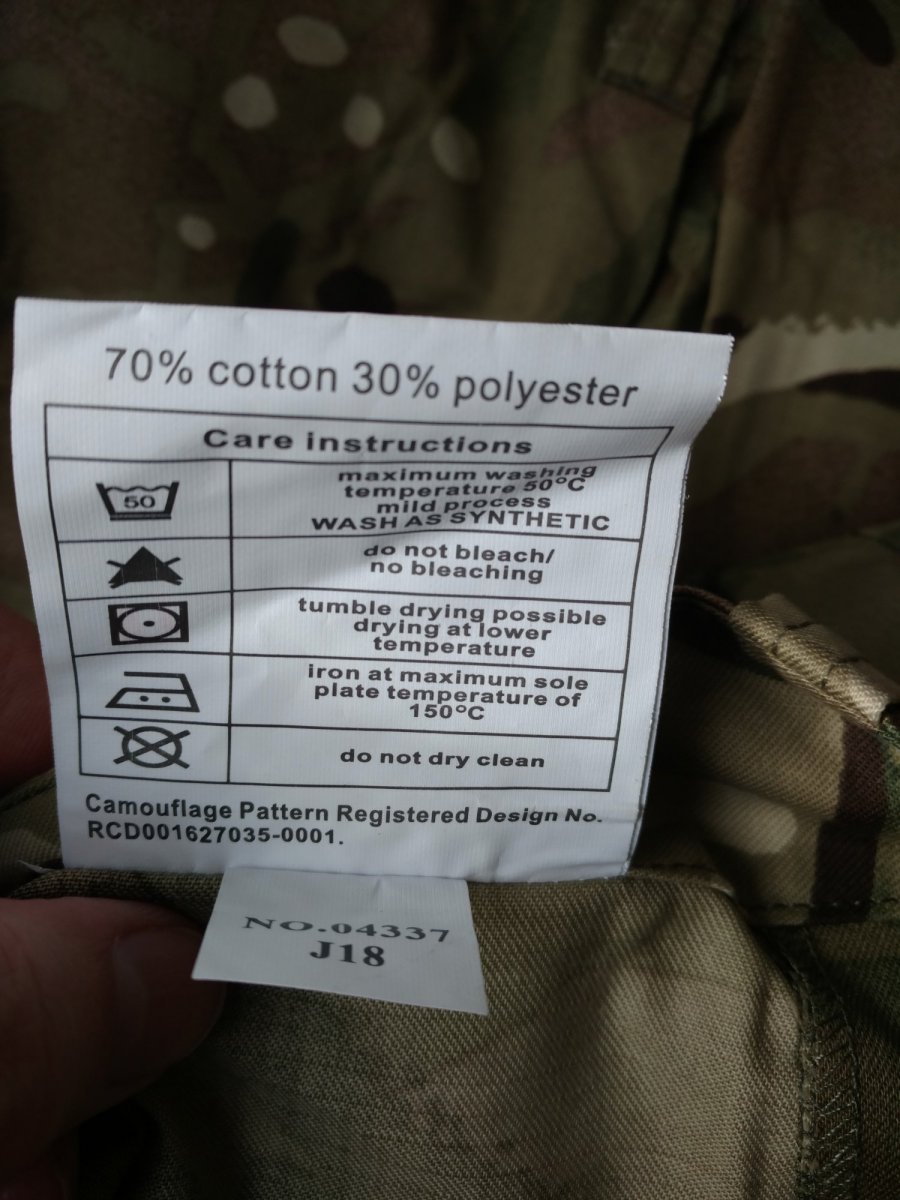 70% cotton 30% polyester
Care instructions
50
maximum washing
temperature 50°C
mild process
WASH AS SYNTHETIC
do not bleach/
no bleaching
tumble drying possible
drying at lower
temperature
iron at maximum sole
plate temperature of
150°C
do not dry clean
Camouflage Pattern Registered Design No.
RCD001627035-0001.
NO.04337
J18